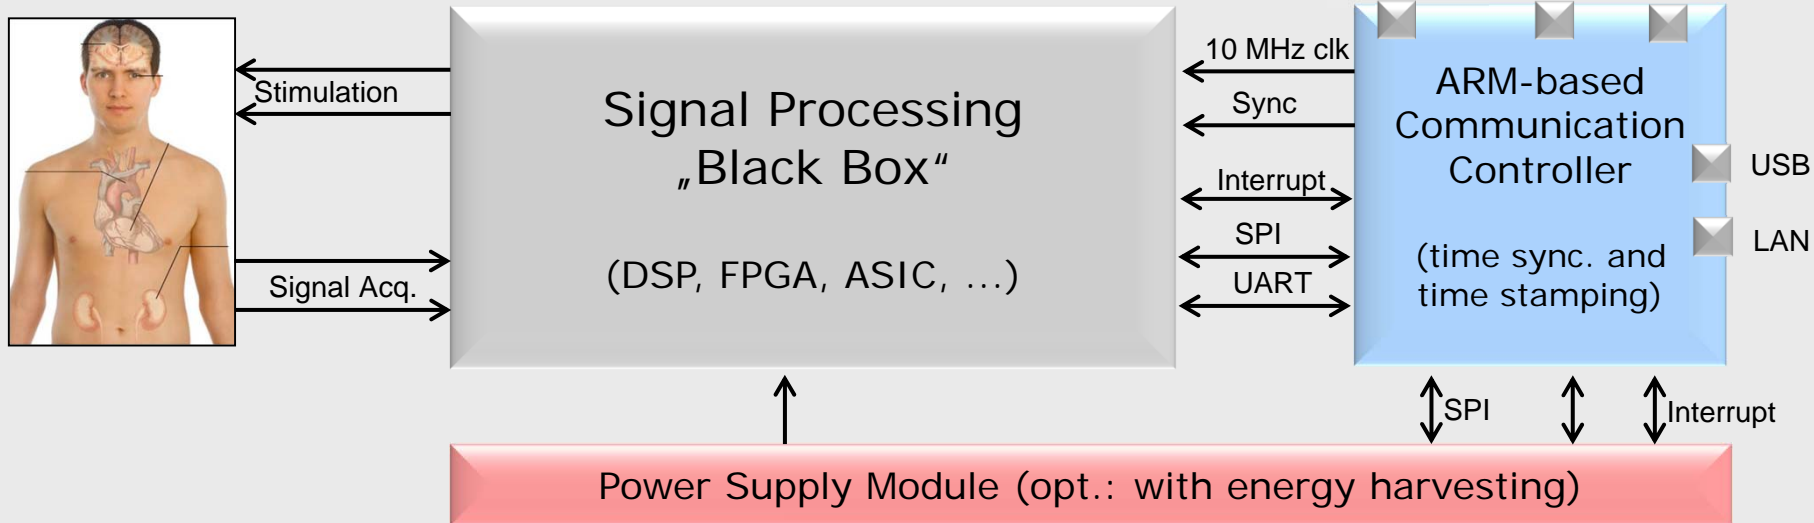 Stimulation
Signal Acq.
Signal Processing
„Black Box“
(DSP, FPGA, ASIC, ...)
10 MHz clk
Sync
Interrupt
SPI
UART
ARM-based
Communication
Controller
(time sync. and
time stamping)
USB
LAN
SPI
Interrupt
Power Supply Module (opt.: with energy harvesting)